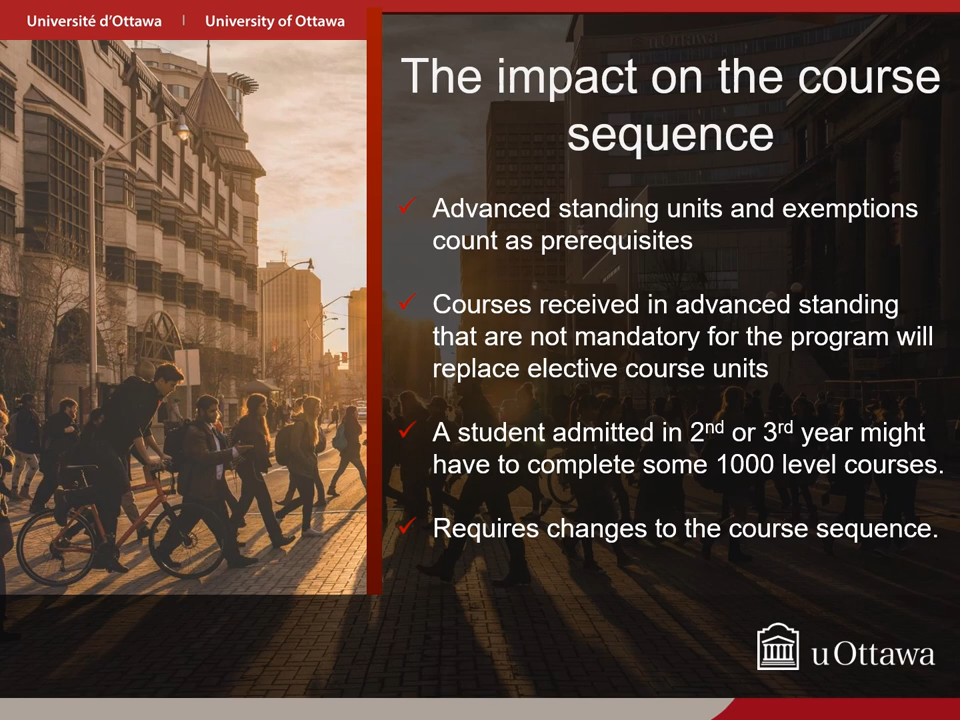 Université d'Ottawa | University of Ottawa
The impact on the course
sequence
✓ Advanced standing units and exemptions
count as prerequisites
✓ Courses received in advanced standing
that are not mandatory for the program will
replace elective course units
✓ A student admitted in 2nd or 3rd year might
have to complete some 1000 level courses.
✓ Requires changes to the course sequence.
uOttawa
uOttawa